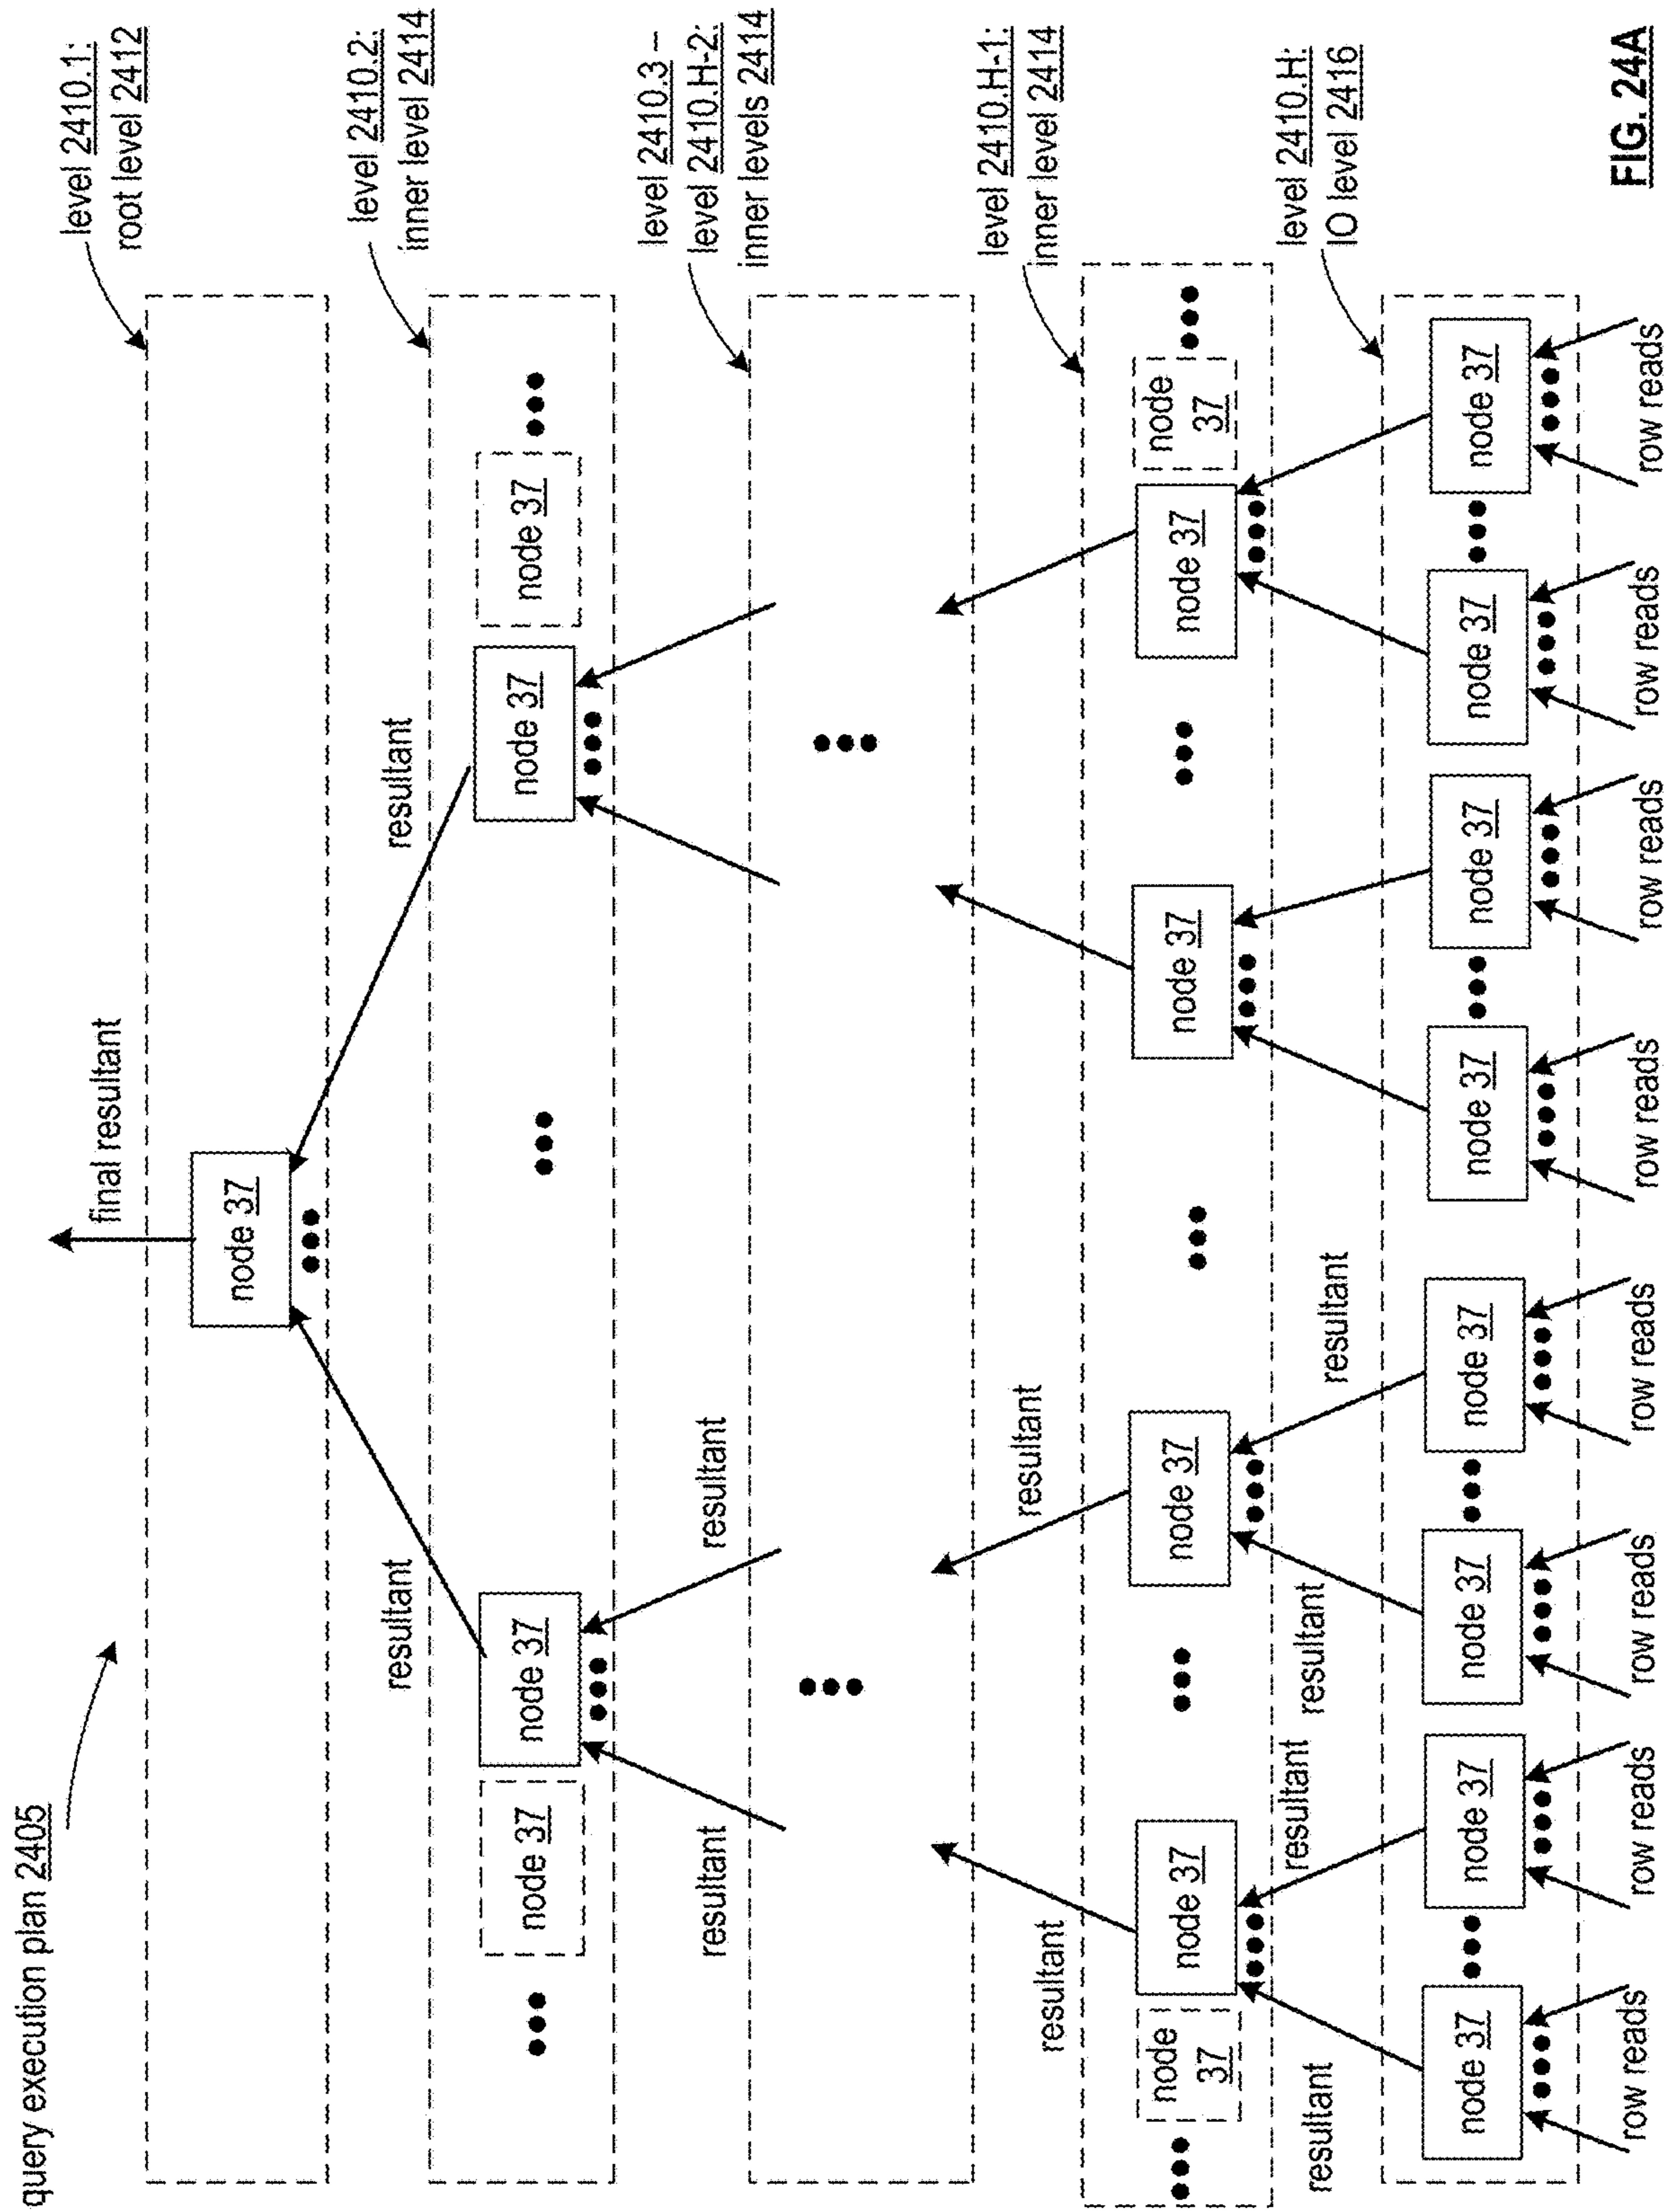 query execution plan 2405
final resultant
level 2410.1:
root level 2412
node 37
resultant
resultant
level 2410.2:
inner level 2414
node 37
node 37
node 37
node 37
resultant
resultant
level 2410.3 –
level 2410.H-2:
inner levels 2414
resultant
resultant
level 2410.H-1:
inner level 2414
node
37
node 37
node 37
node 37
node 37
node
37
resultant
resultant
resultant
resultant
level 2410.H:
IO level 2416
node 37
node 37
node 37
node 37
node 37
node 37
node 37
node 37
row reads
row reads
row reads
row reads
row reads
row reads
row reads
row reads
FIG. 24A